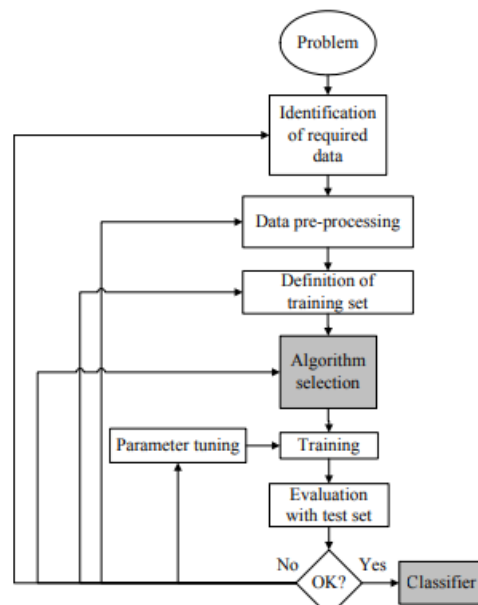 Problem
Identification
of required
data
Data pre-processing
Definition of
training set
Algorithm
selection
Parameter tuning
Training
Evaluation
with test set
No
OK?
Yes
Classifier